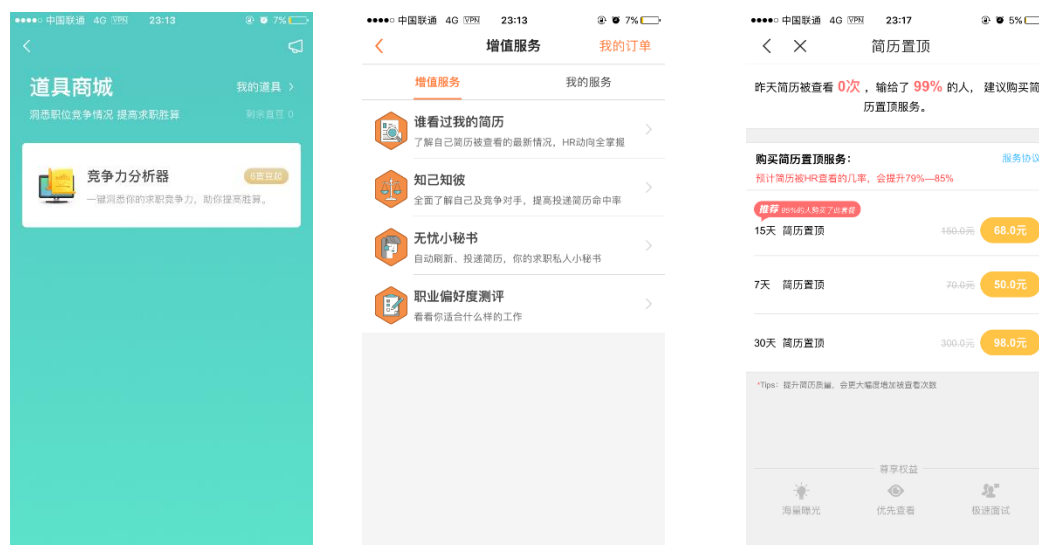 中国联通 4G VPN 23:13 7%
道具商城
我的道具 >
洞悉职位竞争情况 提高求职胜算
剩余直豆 0
竞争力分析器
6直豆起
一键洞悉你的求职竞争力，助你提高胜算。
中国联通 4G VPN 23:13 7%
增值服务
我的订单
增值服务
我的服务
谁看过我的简历
了解自己简历被查看的最新情况，HR动向全掌握
知己知彼
全面了解自己及竞争对手，提高投递简历命中率
无忧小秘书
自动刷新、投递简历，你的求职私人小秘书
职业偏好度测评
看看你适合什么样的工作
中国联通 4G VPN 23:17 5%
简历置顶
昨天简历被查看 0次 ，输给了 99% 的人， 建议购买简
历置顶服务。
购买简历置顶服务：
服务协议
预计简历被HR查看的几率，会提升79%—85%
推荐 95%的人购买了此套餐
15天 简历置顶 150.0元 68.0元
7天 简历置顶 70.0元 50.0元
30天 简历置顶 300.0元 98.0元
*Tips：提升简历质量，会更大幅度增加被查看次数
尊享权益
海量曝光 优先查看 极速面试